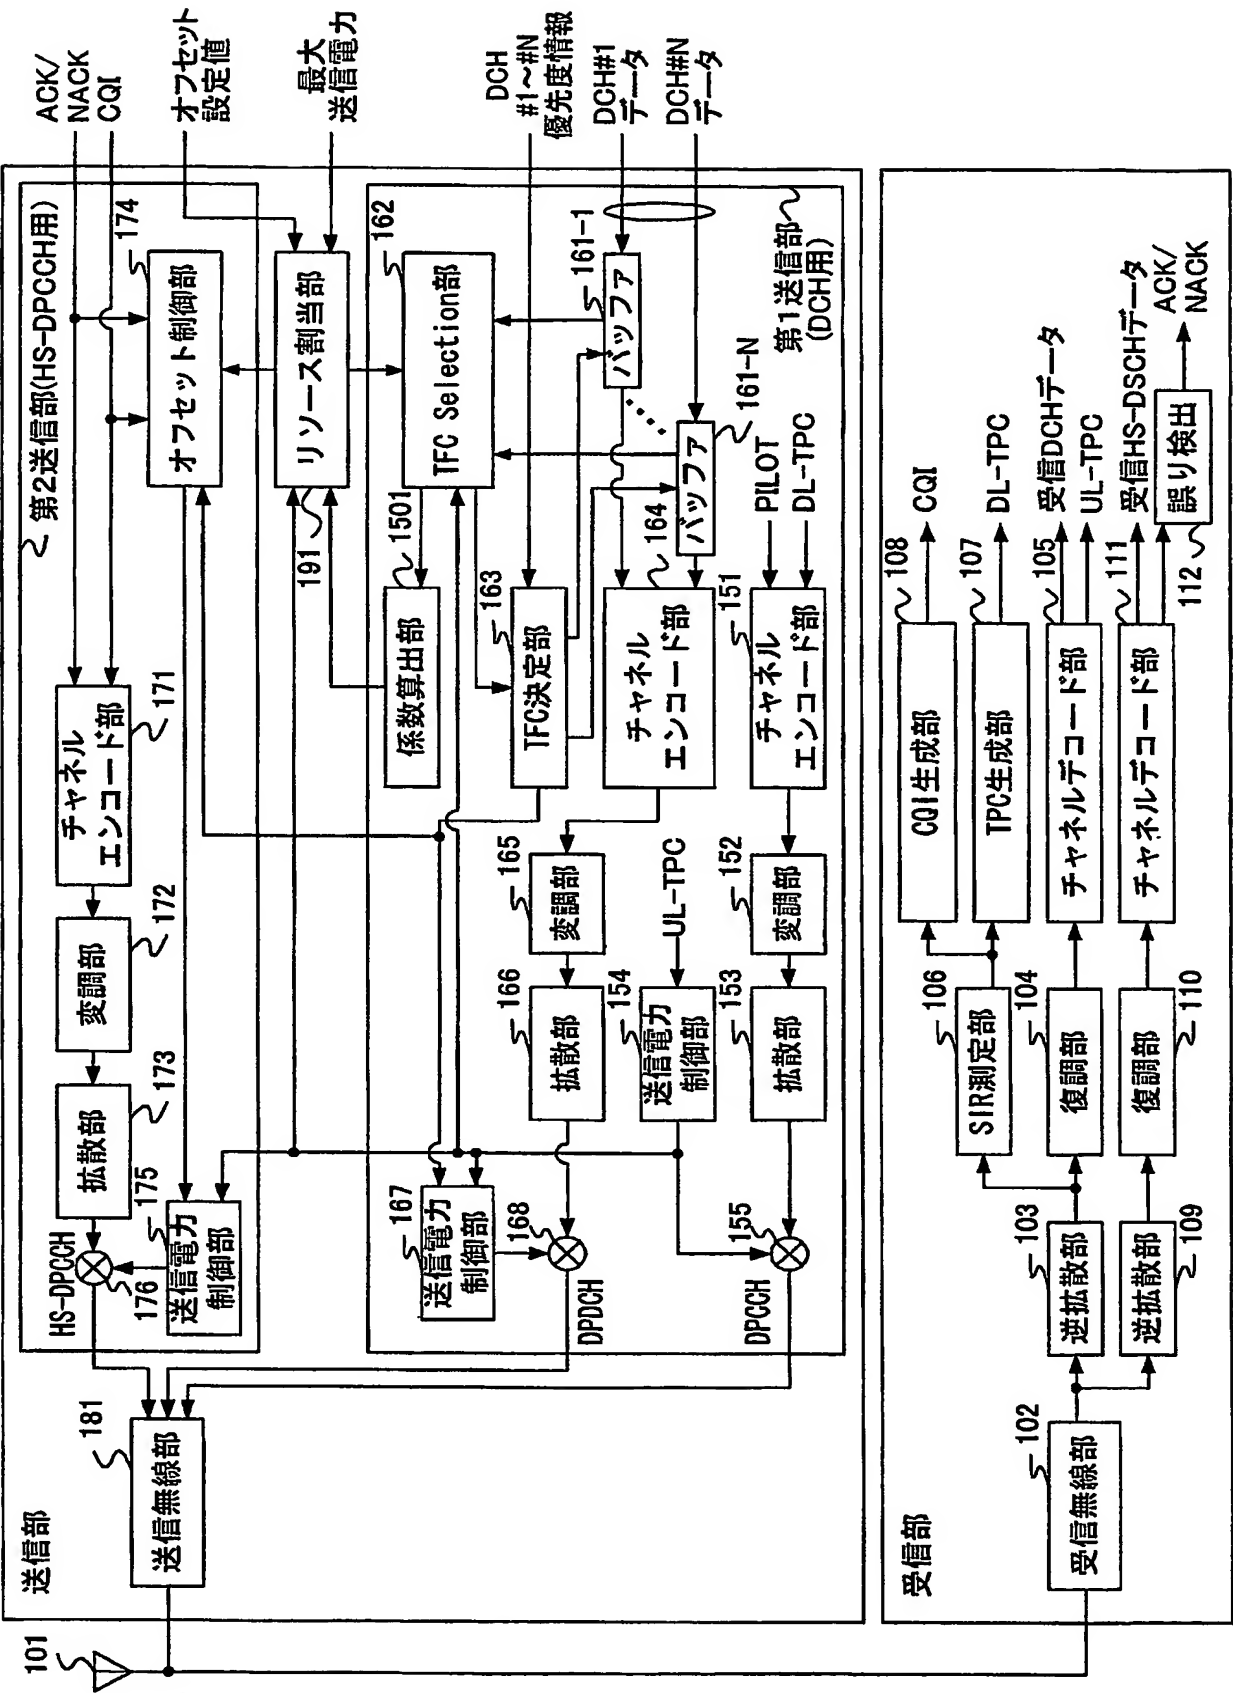 101
送信部
181
送信無線部
第2送信部(HS-DPCCH用)
ACK/
NACK
CQI
オフセット
設定値
最大
送信電力
DCH
#1～#N
優先度情報
DCH#1
データ
DCH#N
データ
171
チャネル
エンコード部
172
変調部
173
拡散部
HS-DPCCH
176
175
送信電力
制御部
174
オフセット制御部
191
リソース割当部
162
TFC Selection部
1501
係数算出部
163
TFC決定部
161-1
バッファ
161-N
バッファ
164
チャネル
エンコード部
165
変調部
166
拡散部
167
送信電力
制御部
168
DPDCH
UL-TPC
154
送信電力
制御部
PILOT
DL-TPC
151
チャネル
エンコード部
152
変調部
153
拡散部
155
DPCCH
第1送信部
(DCH用)
受信部
102
受信無線部
103
逆拡散部
109
逆拡散部
106
SIR測定部
104
復調部
110
復調部
108
CQI生成部
CQI
107
TPC生成部
DL-TPC
105
チャネルデコード部
受信DCHデータ
UL-TPC
111
チャネルデコード部
受信HS-DSCHデータ
112
誤り検出
ACK/
NACK